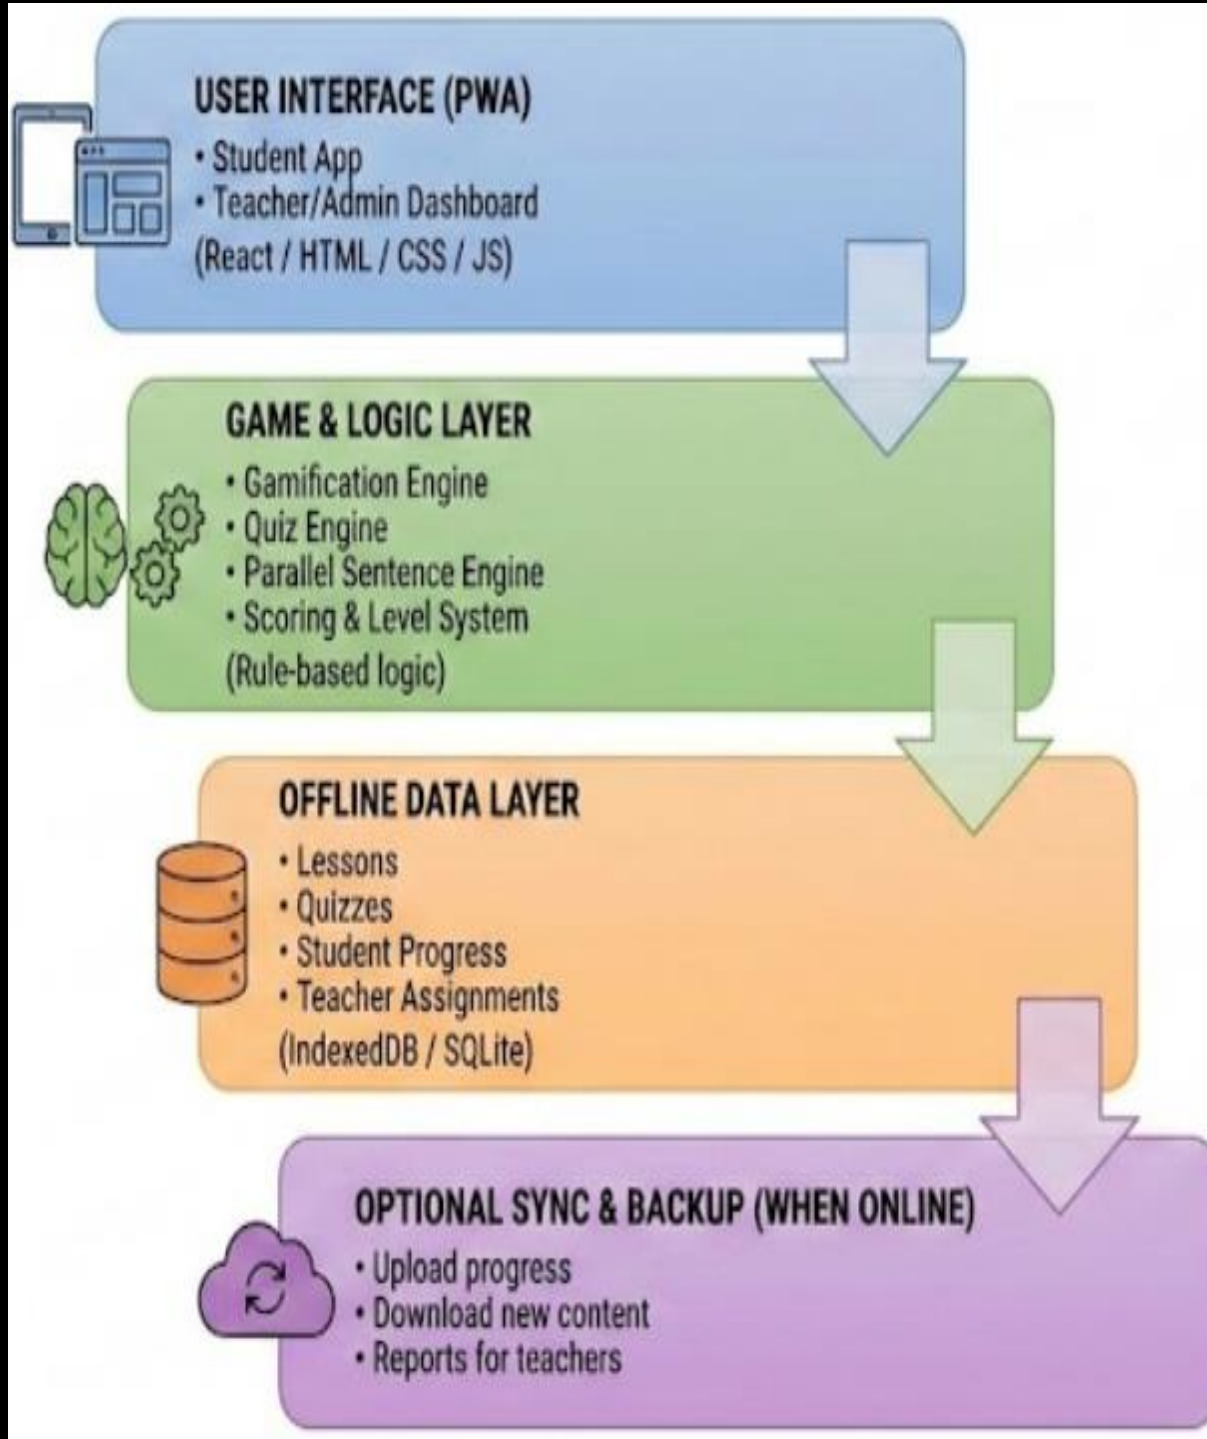 USER INTERFACE (PWA)
• Student App
• Teacher/Admin Dashboard
(React / HTML / CSS / JS)
GAME & LOGIC LAYER
• Gamification Engine
• Quiz Engine
• Parallel Sentence Engine
• Scoring & Level System
(Rule-based logic)
OFFLINE DATA LAYER
• Lessons
• Quizzes
• Student Progress
• Teacher Assignments
(IndexedDB / SQLite)
OPTIONAL SYNC & BACKUP (WHEN ONLINE)
• Upload progress
• Download new content
• Reports for teachers